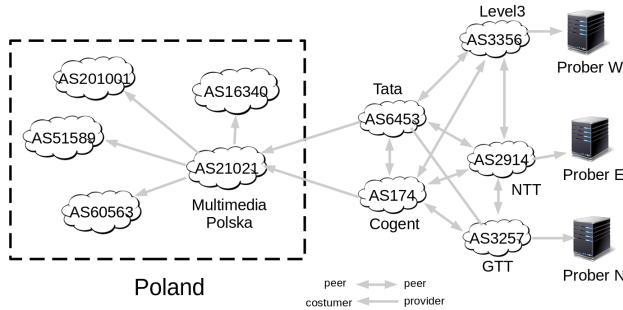 Level3
AS3356
Prober W
AS201001
AS16340
Tata
AS6453
AS51589
AS21021
AS2914
Prober E
NTT
AS60563
Multimedia
Polska
AS174
Cogent
AS3257
GTT
Prober N
Poland
peer peer
costumer provider